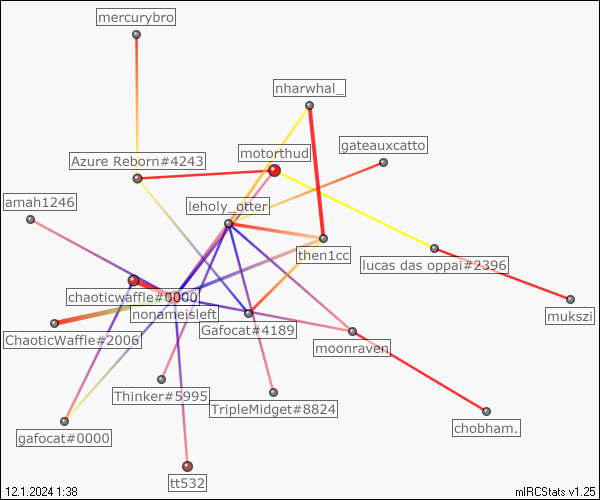 mercurybro
nharwhal_
gateauxcatto
motorthud
Azure Reborn#4243
amah1246
leholy_otter
then1cc
lucas das oppai#2396
chaoticwaffle#0000
nonameisleft
mukszi
Gafocat#4189
ChaoticWaffle#2006
moonraven
Thinker#5995
TripleMidget#8824
chobham.
gafocat#0000
tt532
12.1.2024 1:38
mIRCStats v1.25